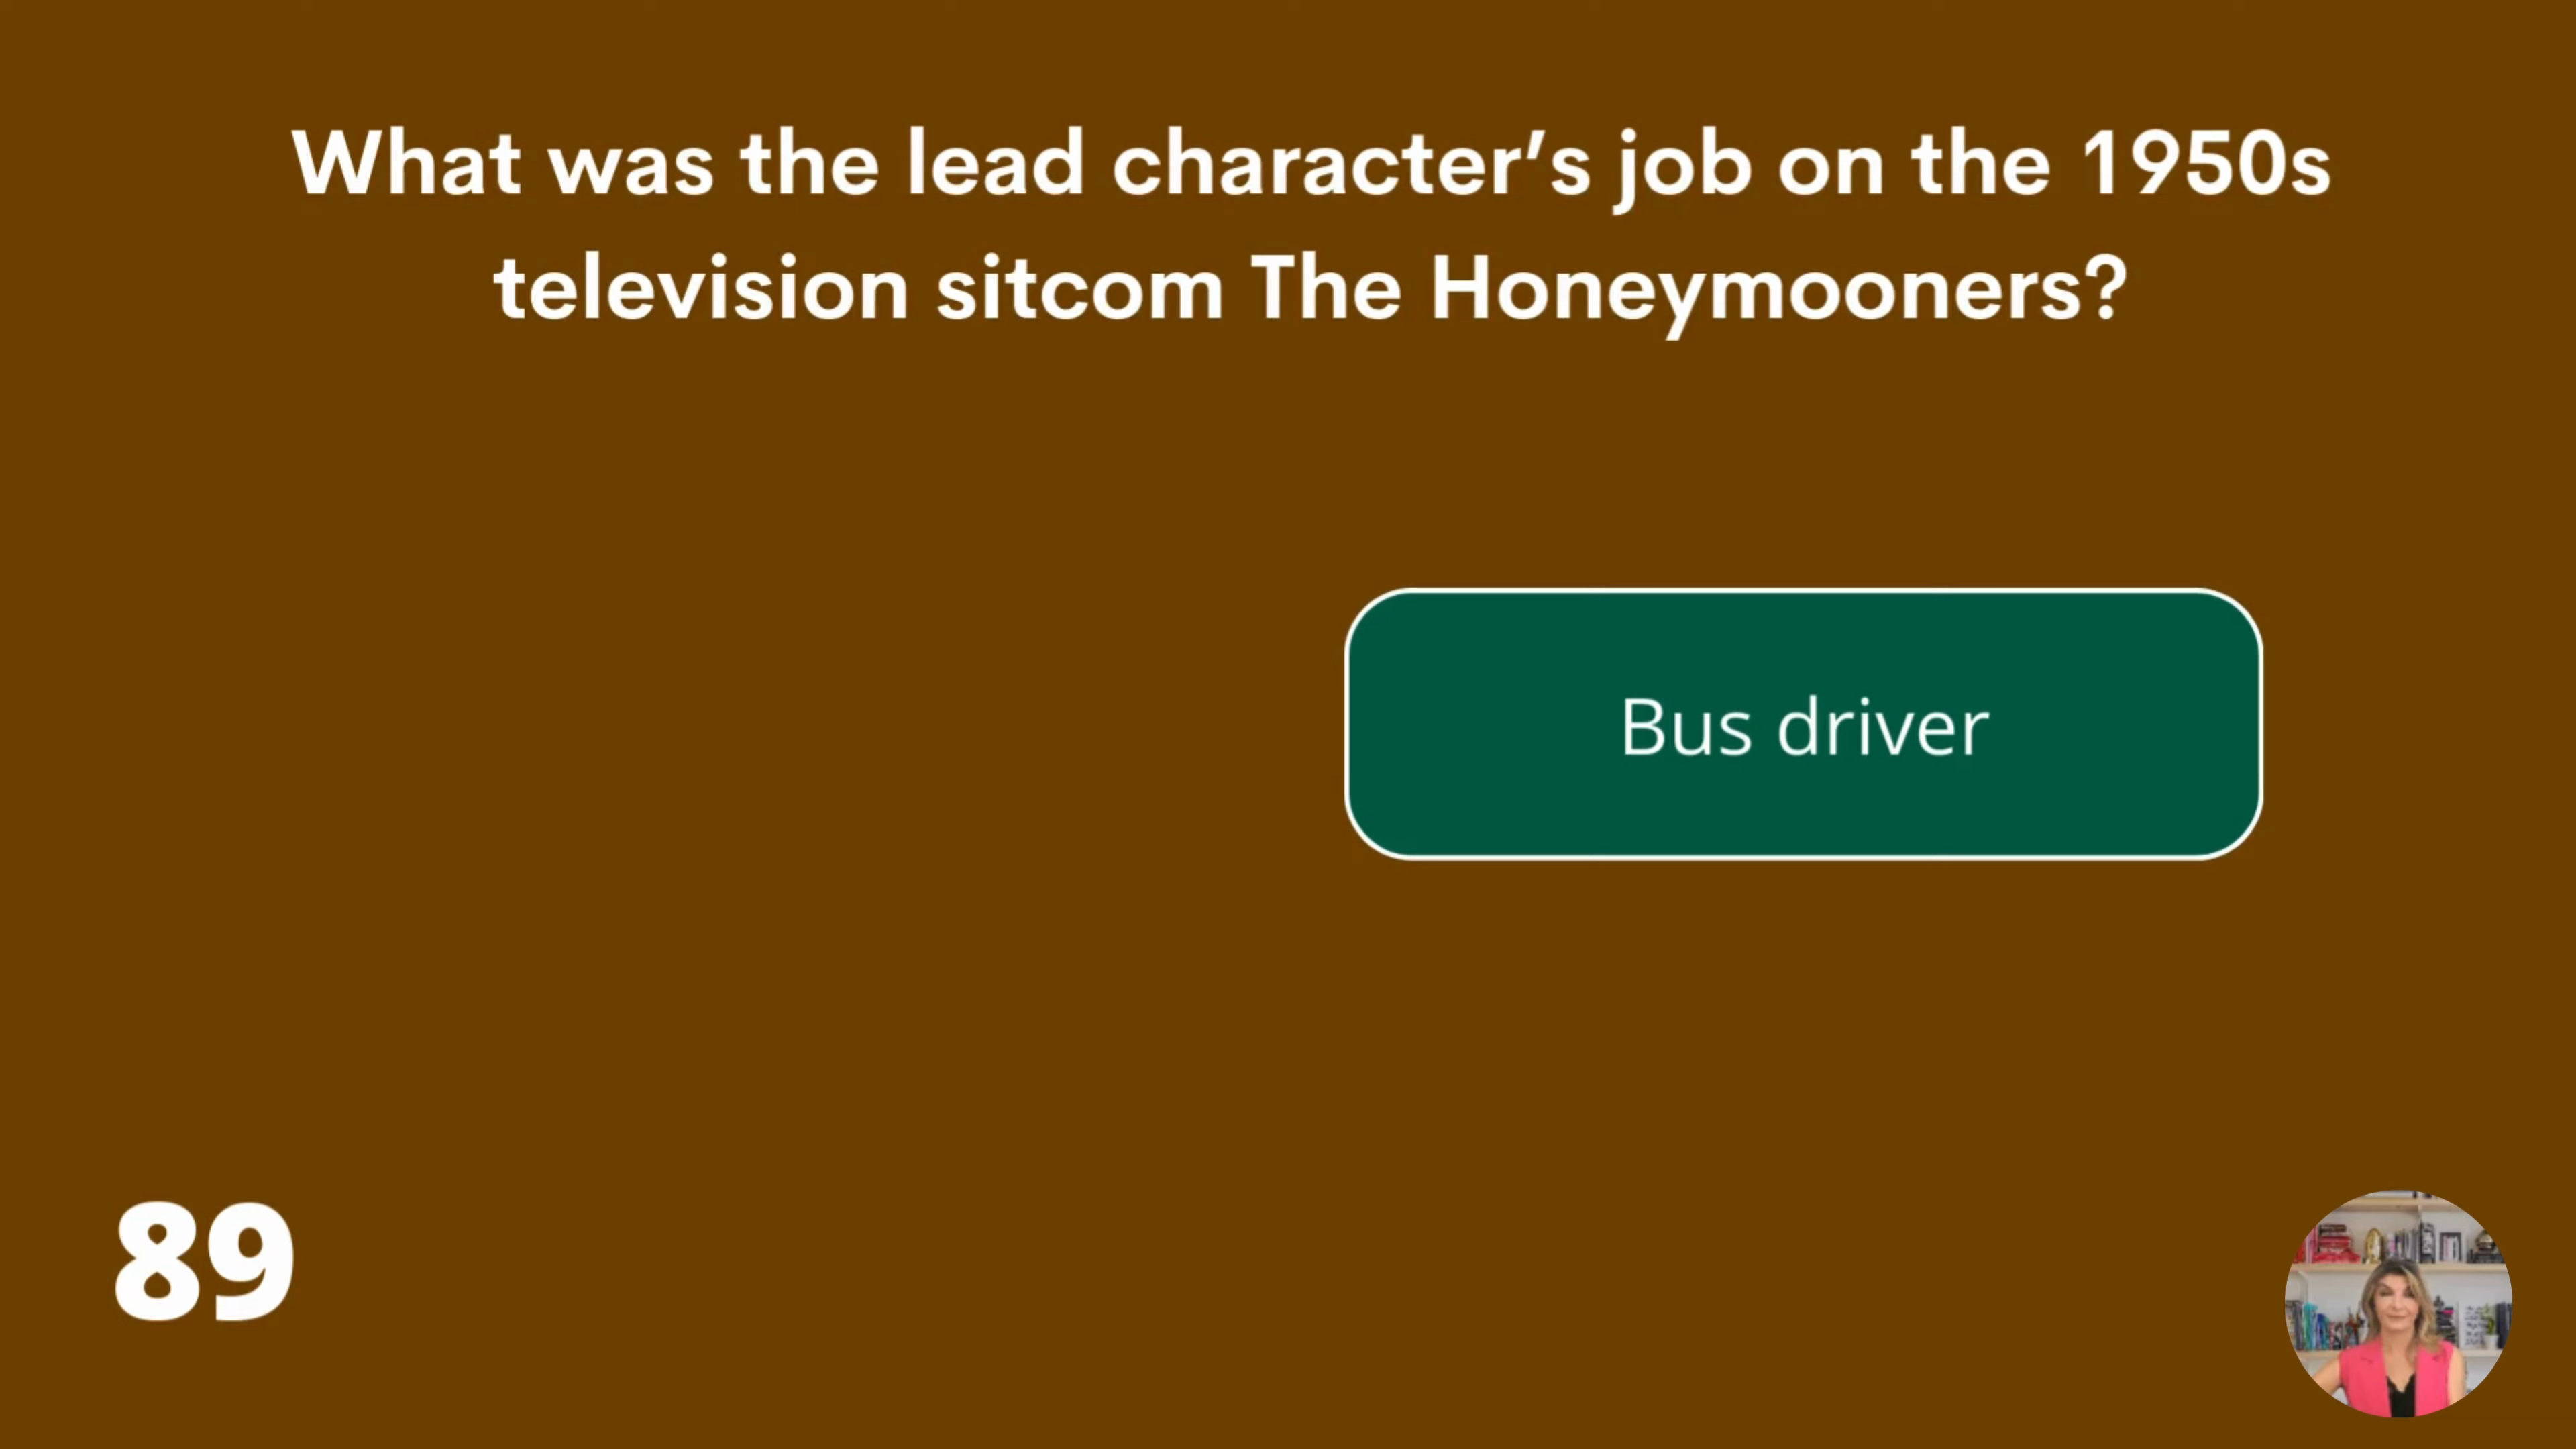 What was the lead character’s job on the 1950s
television sitcom The Honeymooners?
Bus driver
89